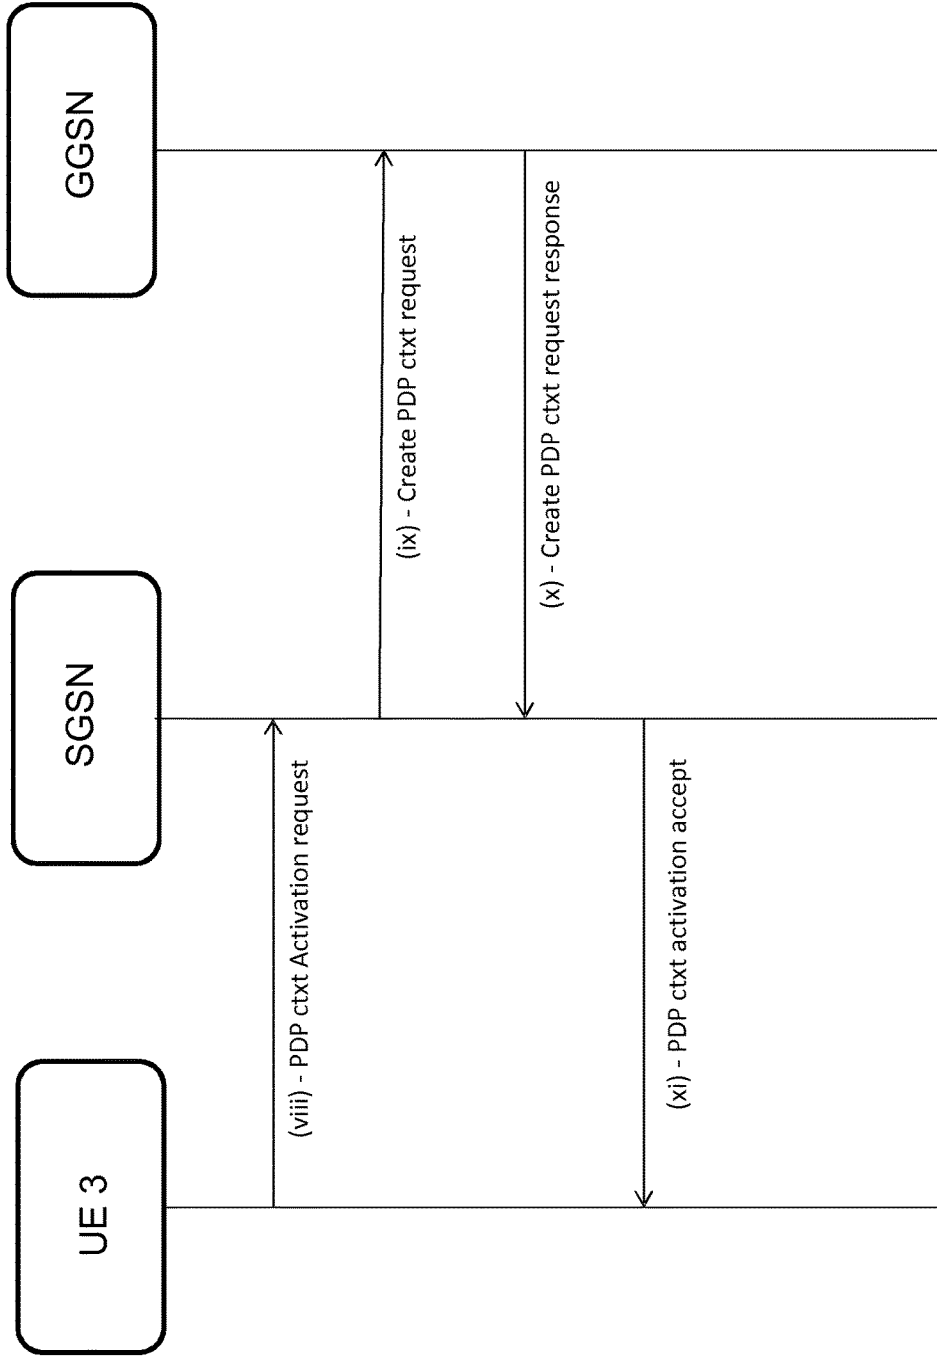 UE 3
SGSN
GGSN
(viii) - PDP ctxt Activation request
(ix) - Create PDP ctxt request
(x) - Create PDP ctxt request response
(xi) - PDP ctxt activation accept